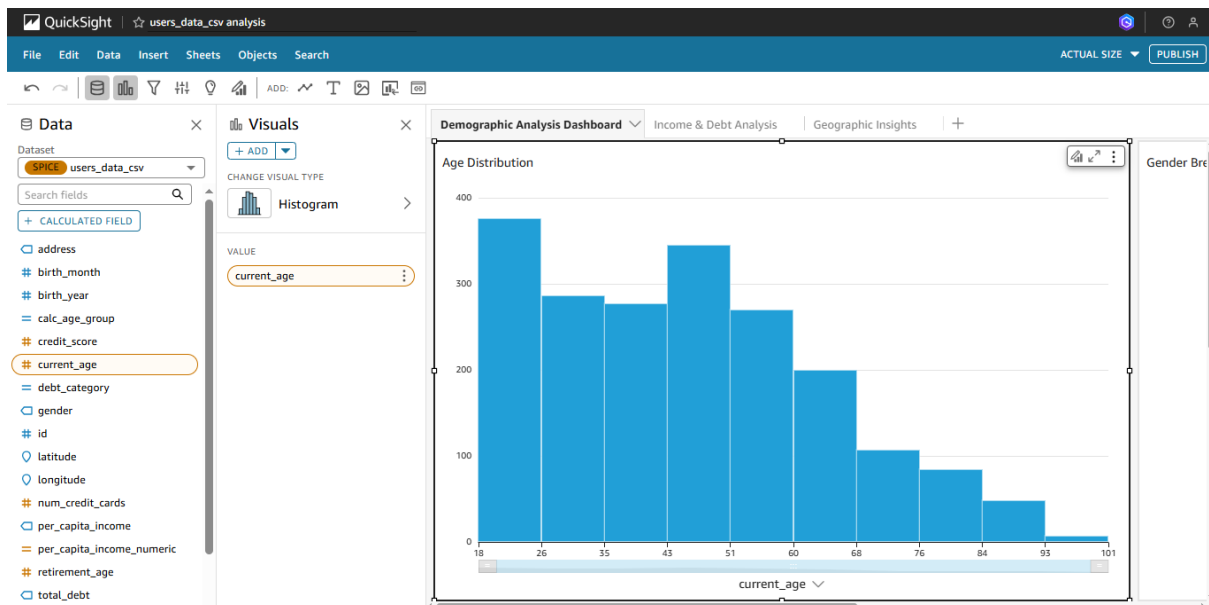 QuickSight users_data_csv analysis
File Edit Data Insert Sheets Objects Search ACTUAL SIZE PUBLISH
ADD: T
Data
Dataset
SPICE users_data_csv
Search fields
+ CALCULATED FIELD
address
# birth_month
# birth_year
= calc_age_group
# credit_score
# current_age
= debt_category
gender
# id
latitude
longitude
# num_credit_cards
per_capita_income
= per_capita_income_numeric
# retirement_age
total_debt
Visuals
+ ADD
CHANGE VISUAL TYPE
Histogram
VALUE
current_age
Demographic Analysis Dashboard Income & Debt Analysis Geographic Insights +
Age Distribution
400
300
200
100
0
18 26 35 43 51 60 68 76 84 93 101
current_age
Gender Bre